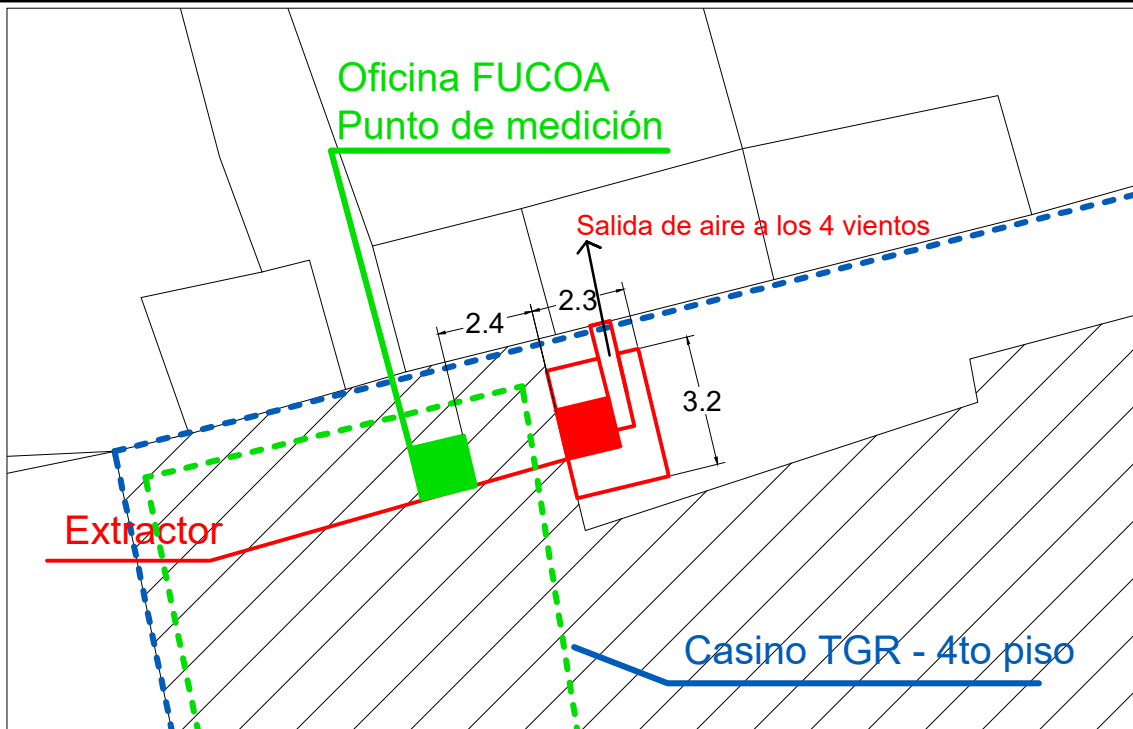 Oficina FUCOA
Punto de medición
Salida de aire a los 4 vientos
2.3
2.4
3.2
Extractor
Casino TGR - 4to piso